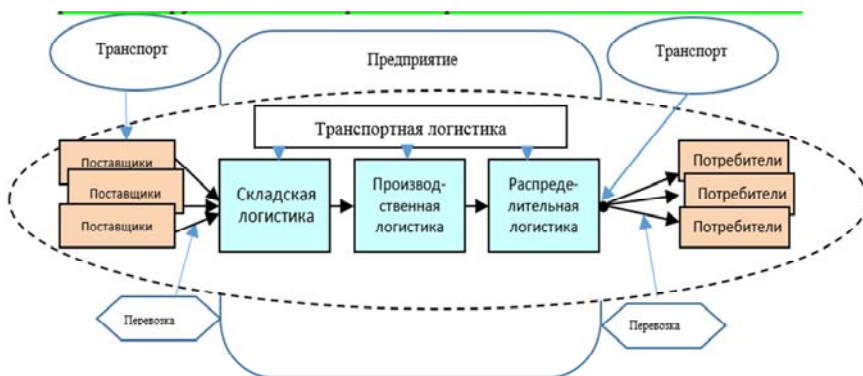 Транспорт
Предприятие
Транспорт
Транспортная логистика
Поставщики
Поставщики
Поставщики
Складская
логистика
Производ-
ственная
логистика
Распреде-
лительная
логистика
Потребители
Потребители
Потребители
Перевозка
Перевозка